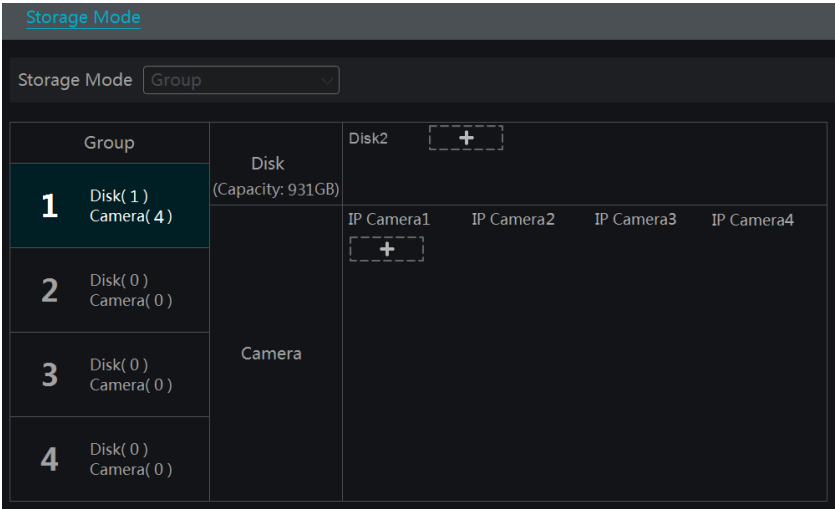 Storage Mode
Storage Mode Group
Group
1 Disk( 1 )
Camera( 4 )
2 Disk( 0 )
Camera( 0 )
3 Disk( 0 )
Camera( 0 )
4 Disk( 0 )
Camera( 0 )
Disk
(Capacity: 931GB)
Disk2 +
Camera
IP Camera1 IP Camera2 IP Camera3 IP Camera4
+